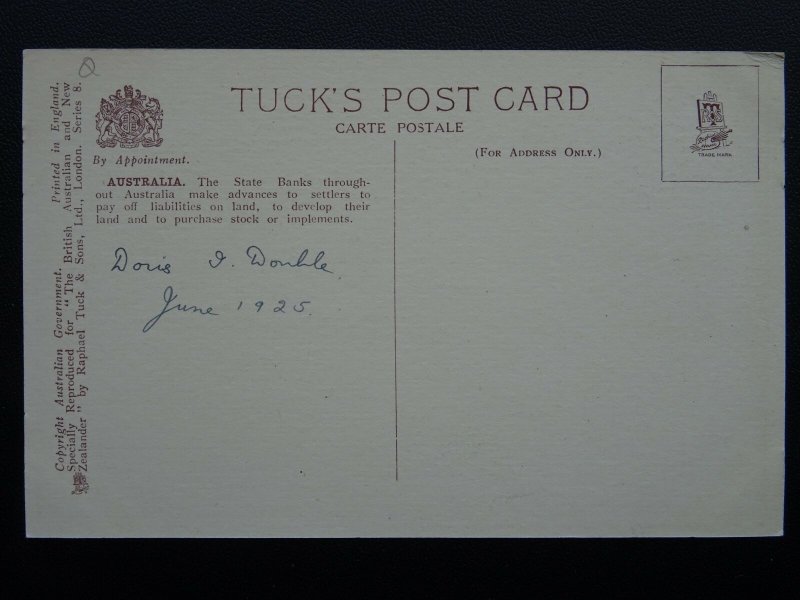 TUCK'S POST CARD
CARTE POSTALE
By Appointment.
(FOR ADDRESS ONLY.)
AUSTRALIA. The State Banks through-
out Australia make advances to settlers to
pay off liabilities on land, to develop their
land and to purchase stock or implements.
Doris I. Double.
June 1925.
Copyright Australian Government. Printed in England.
Specially Reproduced for "The British Australian and New
Zealander" by Raphael Tuck & Sons, Ltd., London. Series 8.
TRADE MARK